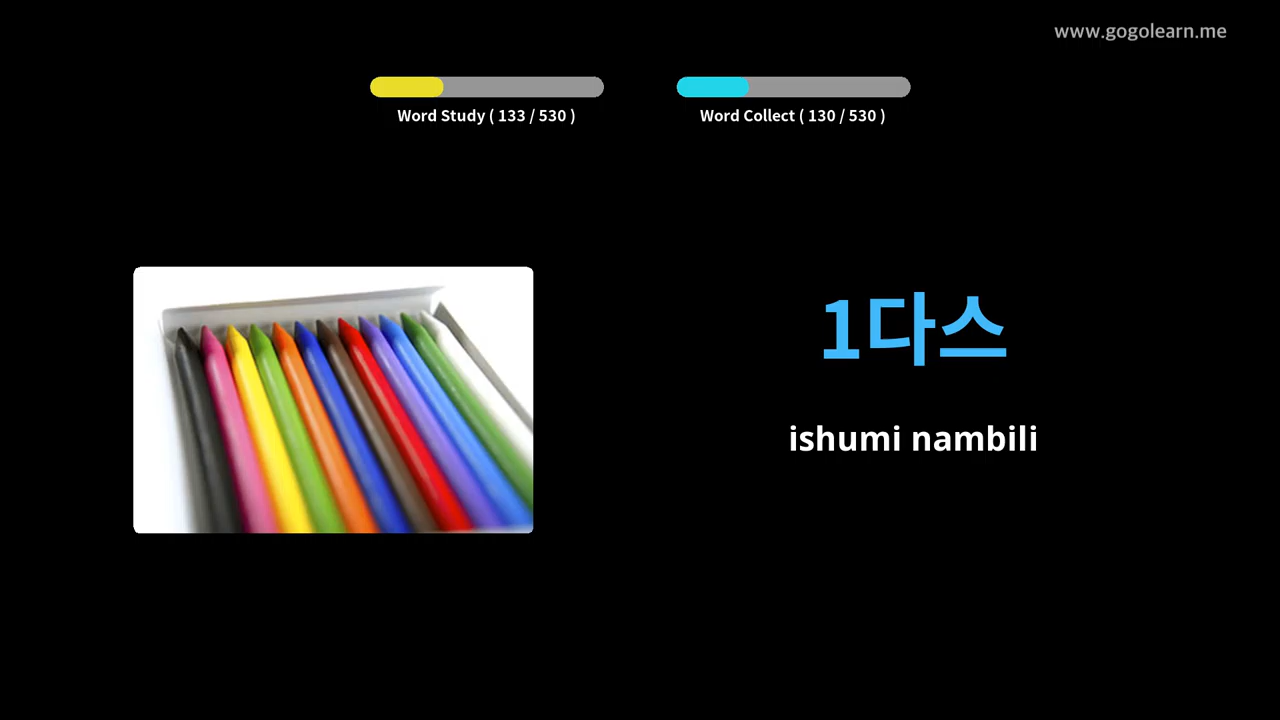 www.gogolearn.me
Word Study ( 133 / 530 )
Word Collect ( 130 / 530 )
1다스
ishumi nambili